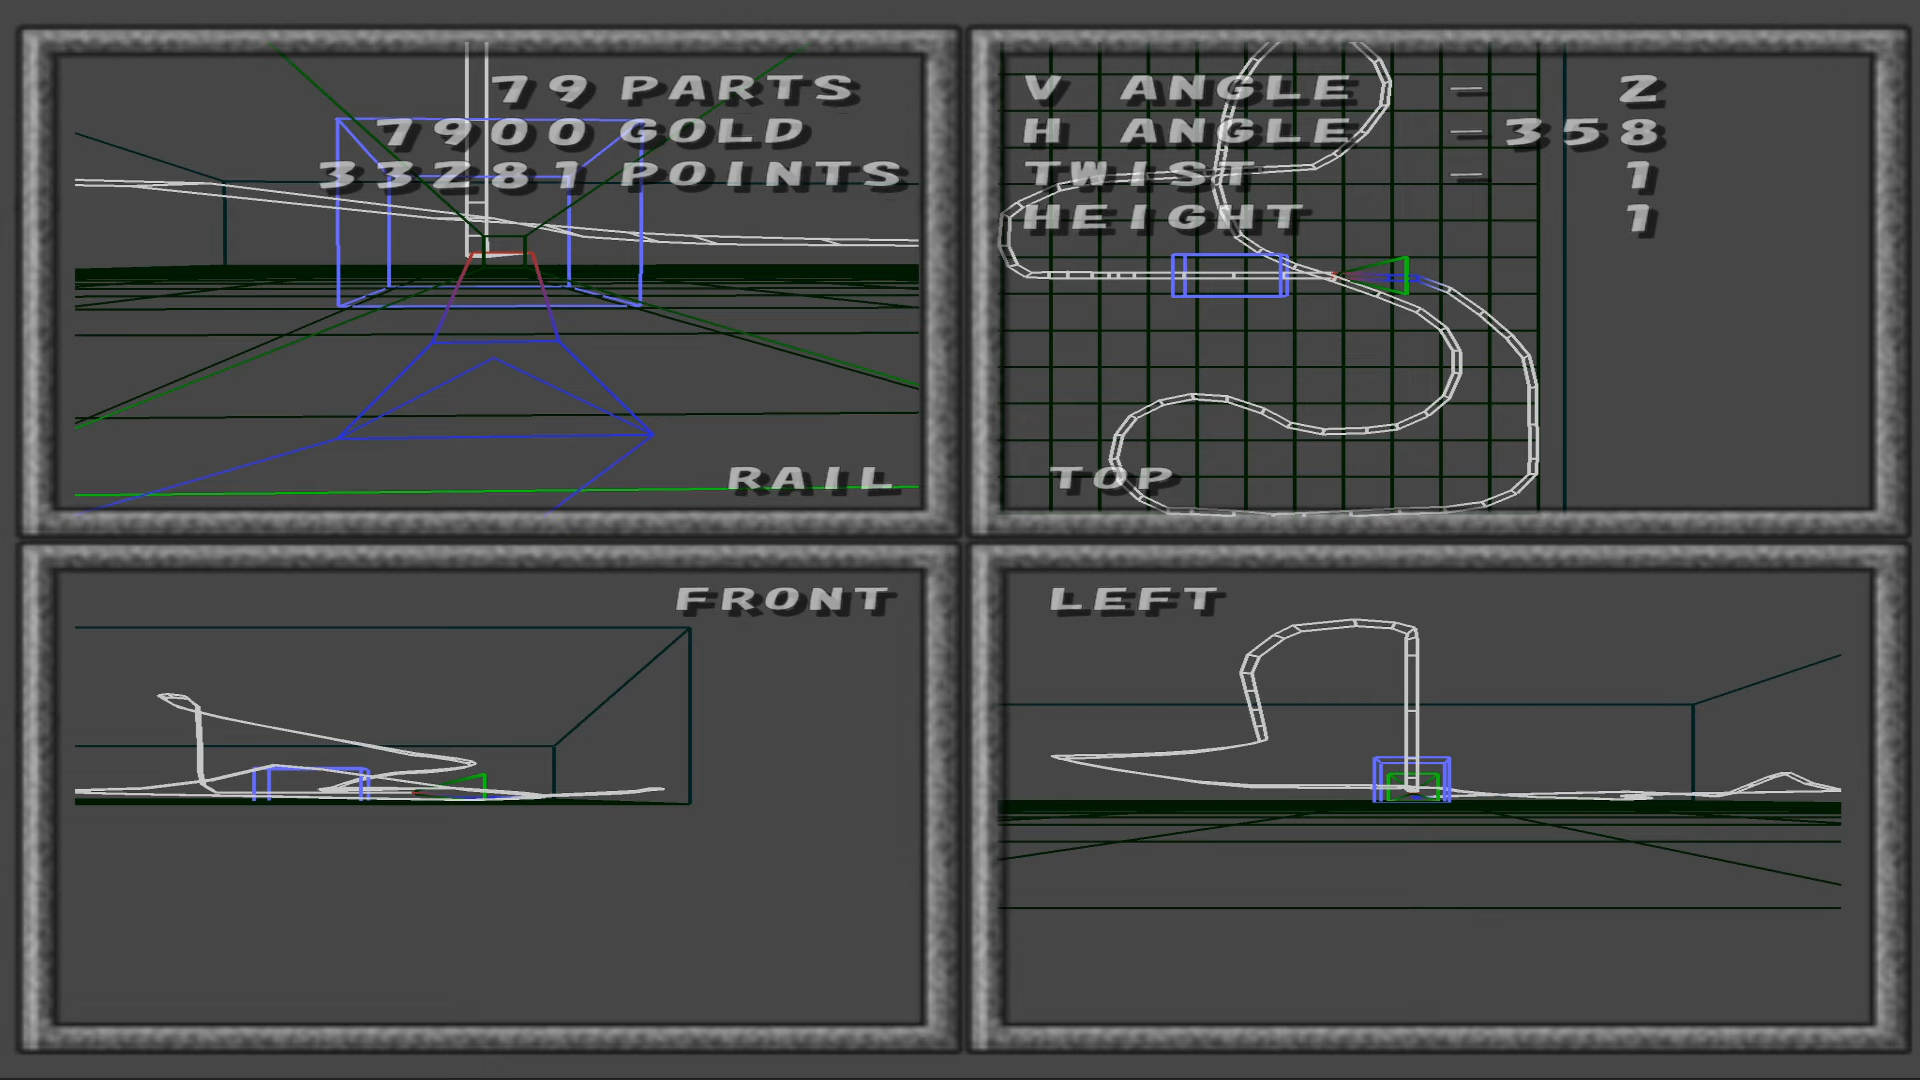 79 PARTS
7900 GOLD
33281 POINTS
RAIL
V ANGLE - 2
H ANGLE -358
TWIST - 1
HEIGHT 1
TOP
FRONT
LEFT